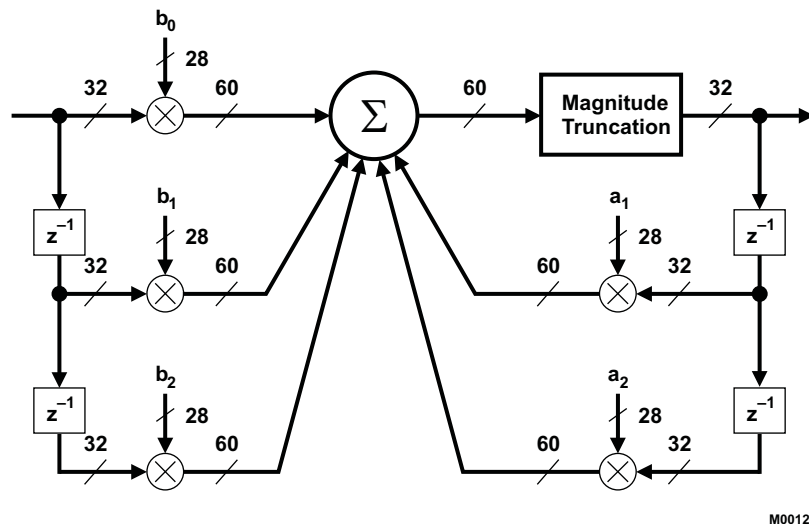 b0
28
32
60
Σ
60
Magnitude
Truncation
32
z–1
b1
28
32
60
a1
28
60
32
z–1
z–1
b2
28
32
60
a2
28
60
32
z–1
M0012